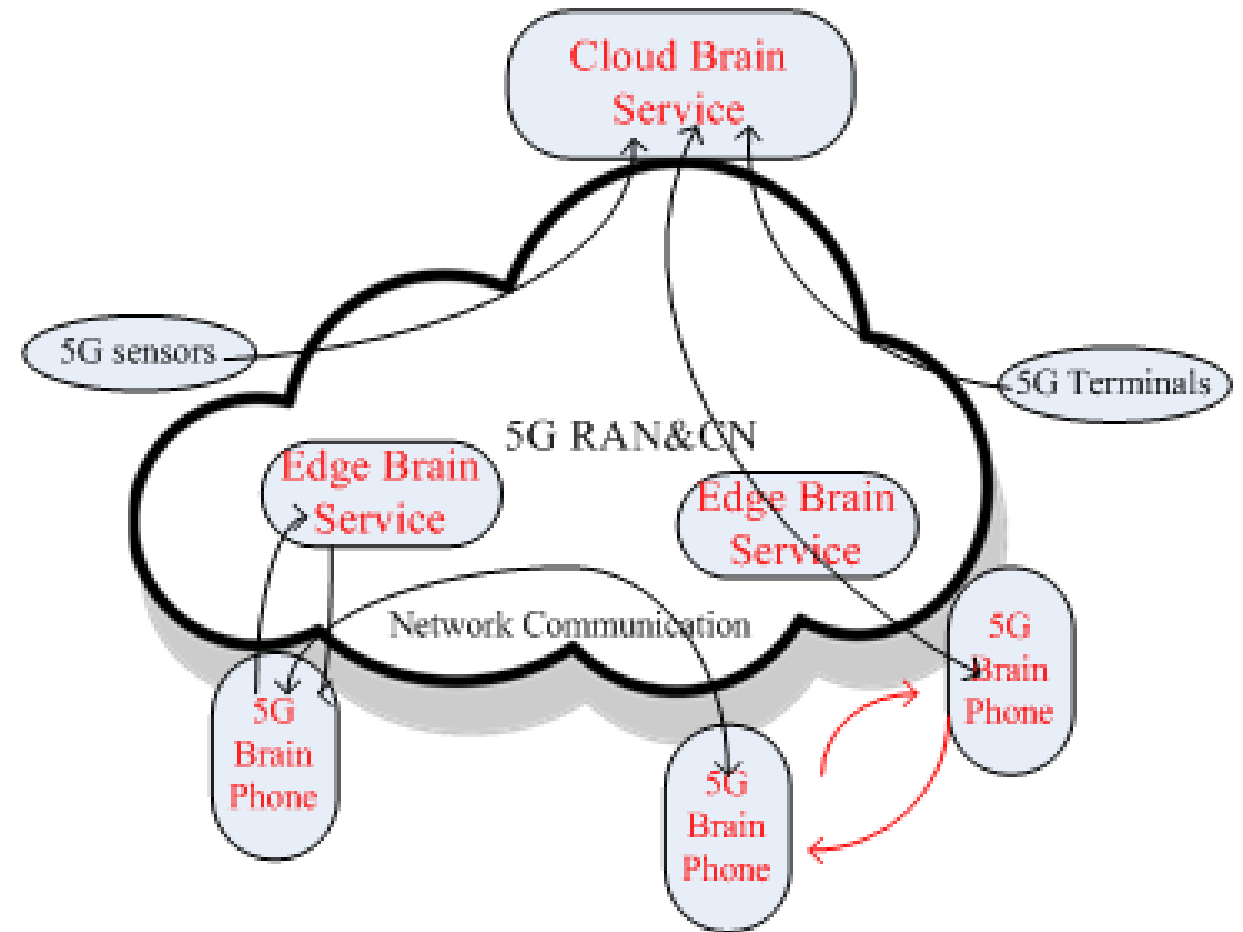 Cloud Brain
Service
5G sensors
5G Terminals
5G RAN&CN
Edge Brain
Service
Edge Brain
Service
Network Communication
5G
Brain
Phone
5G
Brain
Phone
5G
Brain
Phone